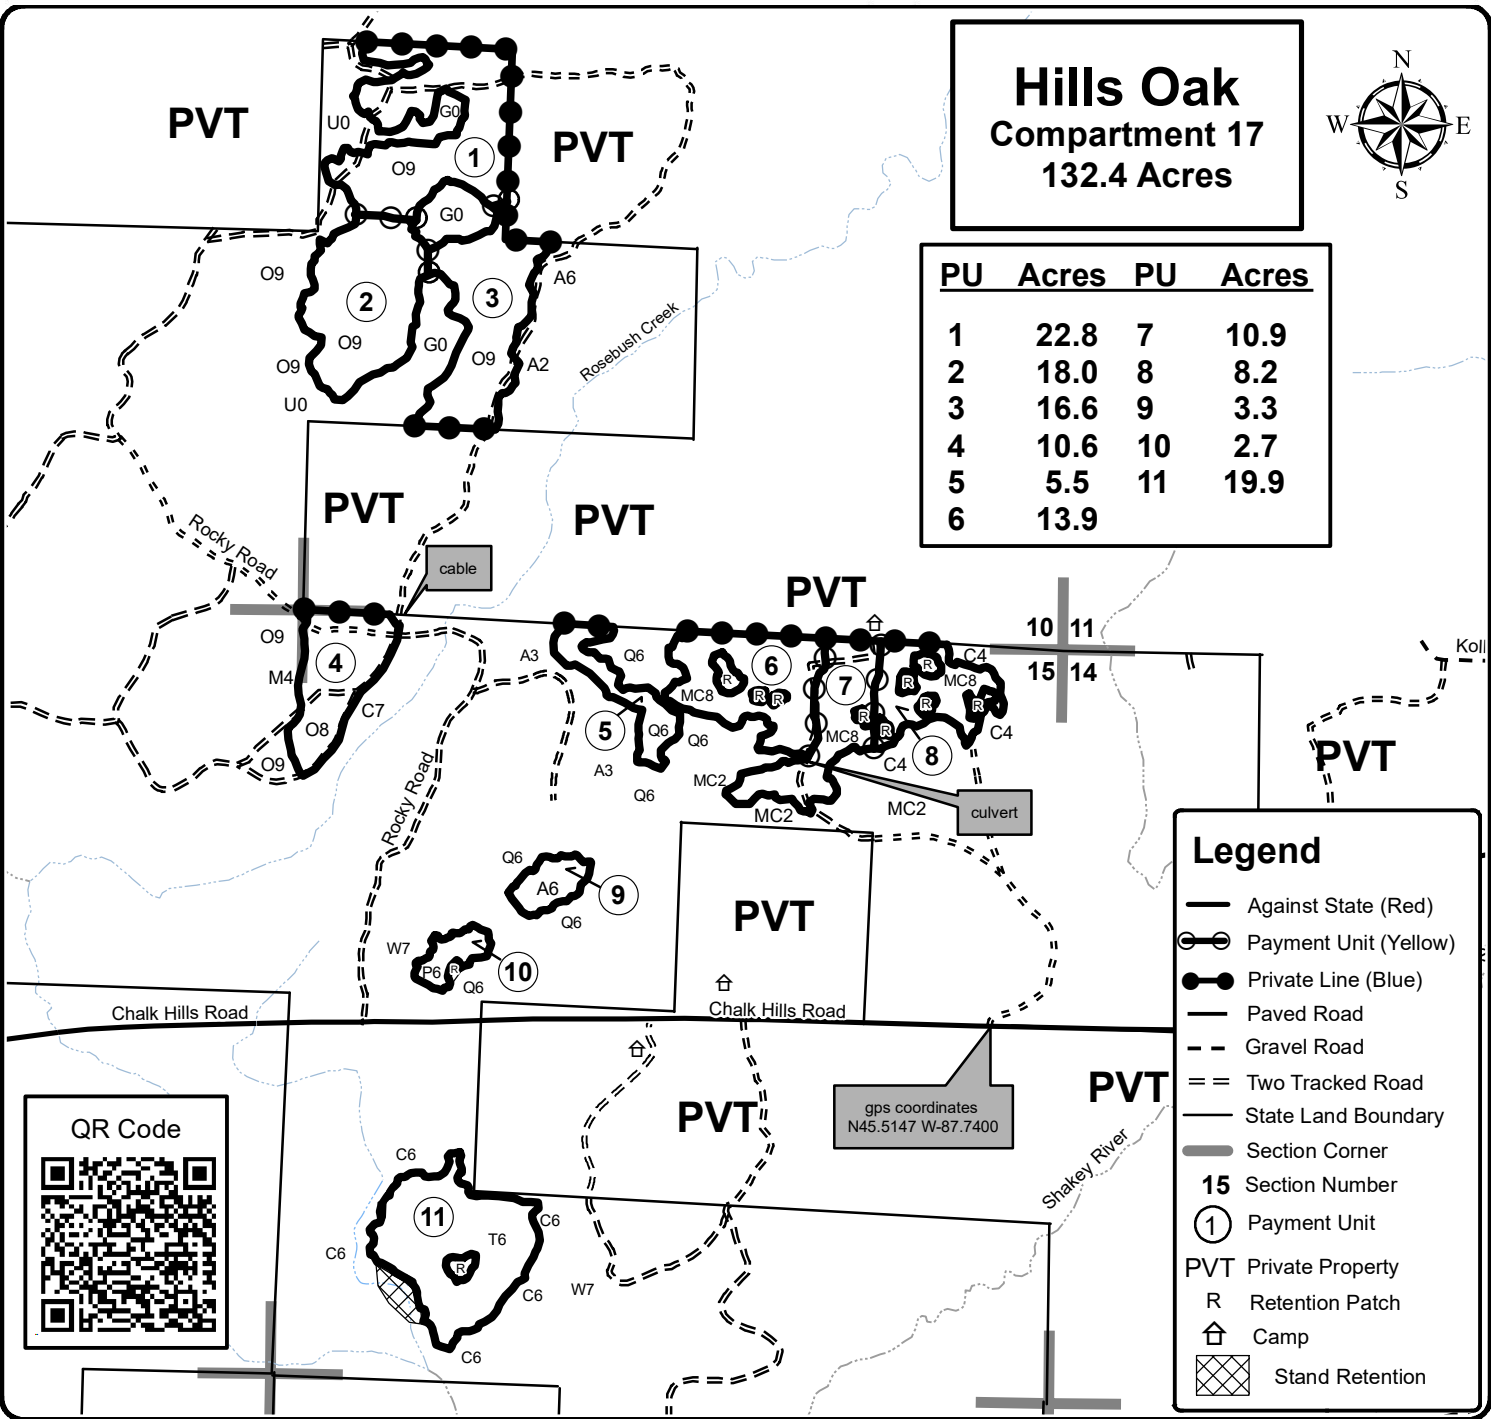 Hills Oak
Compartment 17
132.4 Acres
N
W E
S
PU Acres PU Acres
1 22.8 7 10.9
2 18.0 8 8.2
3 16.6 9 3.3
4 10.6 10 2.7
5 5.5 11 19.9
6 13.9
PVT
PVT
U0
G0
1
O9
G0
O9
A6
2
3
O9
G0
O9
O9
A2
U0
Rosebush Creek
PVT
PVT
Rocky Road
cable
PVT
10 11
15 14
Koll
O9
4
M4
C7
O8
O9
A3
Q6
6
R
R
R
MC8
7
R
C4
MC8
R
R
R
R
C4
R
MC8
5
Q6
Q6
8
C4
A3
Q6
MC2
MC2
MC2
culvert
PVT
Rocky Road
Q6
A6
9
Q6
W7
P6
R
10
Q6
PVT
Chalk Hills Road
Chalk Hills Road
PVT
PVT
gps coordinates
N45.5147 W-87.7400
Shakey River
C6
11
C6
T6
C6
R
C6
W7
C6
QR Code
Legend
Against State (Red)
Payment Unit (Yellow)
Private Line (Blue)
Paved Road
Gravel Road
Two Tracked Road
State Land Boundary
Section Corner
15 Section Number
1 Payment Unit
PVT Private Property
R Retention Patch
Camp
Stand Retention